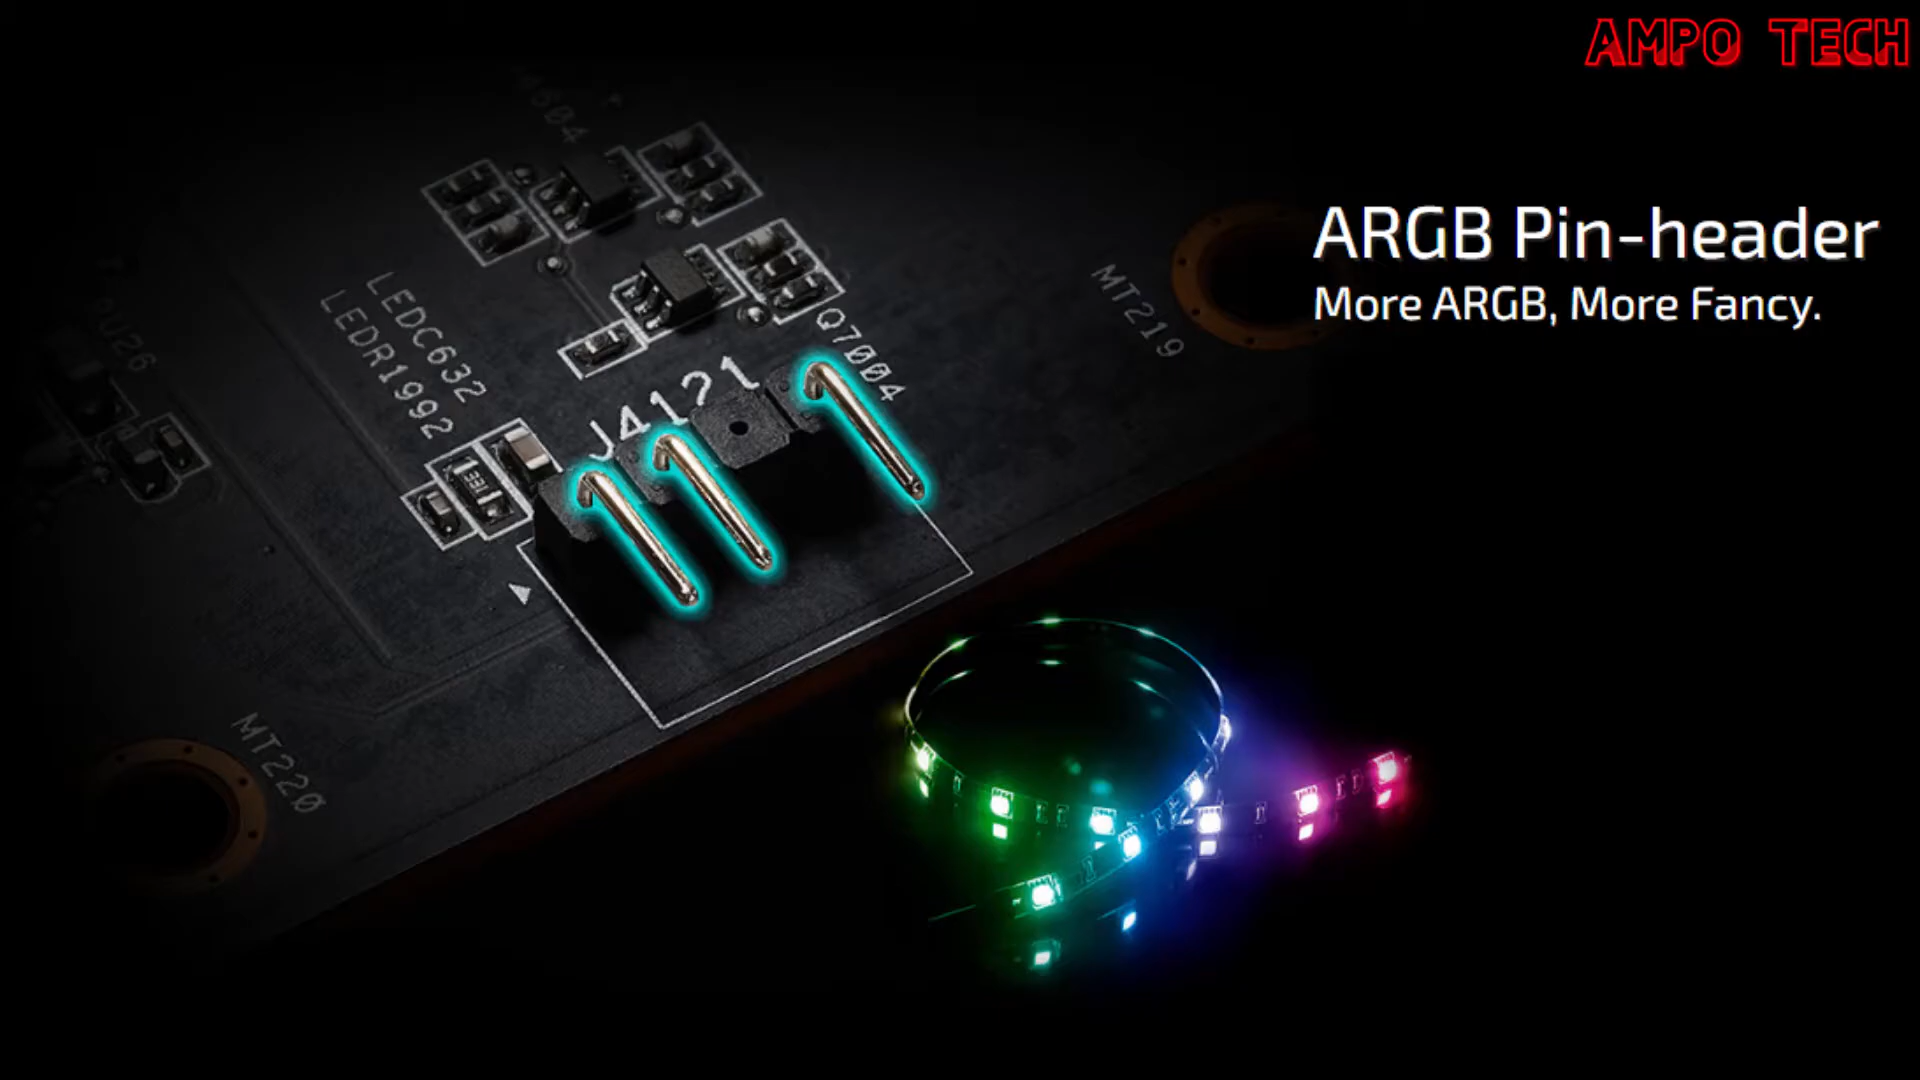 AMPO TECH
ARGB Pin-header
More ARGB, More Fancy.
LEDC632
LEDR1992
J4121
Q7004
MT219
MT220